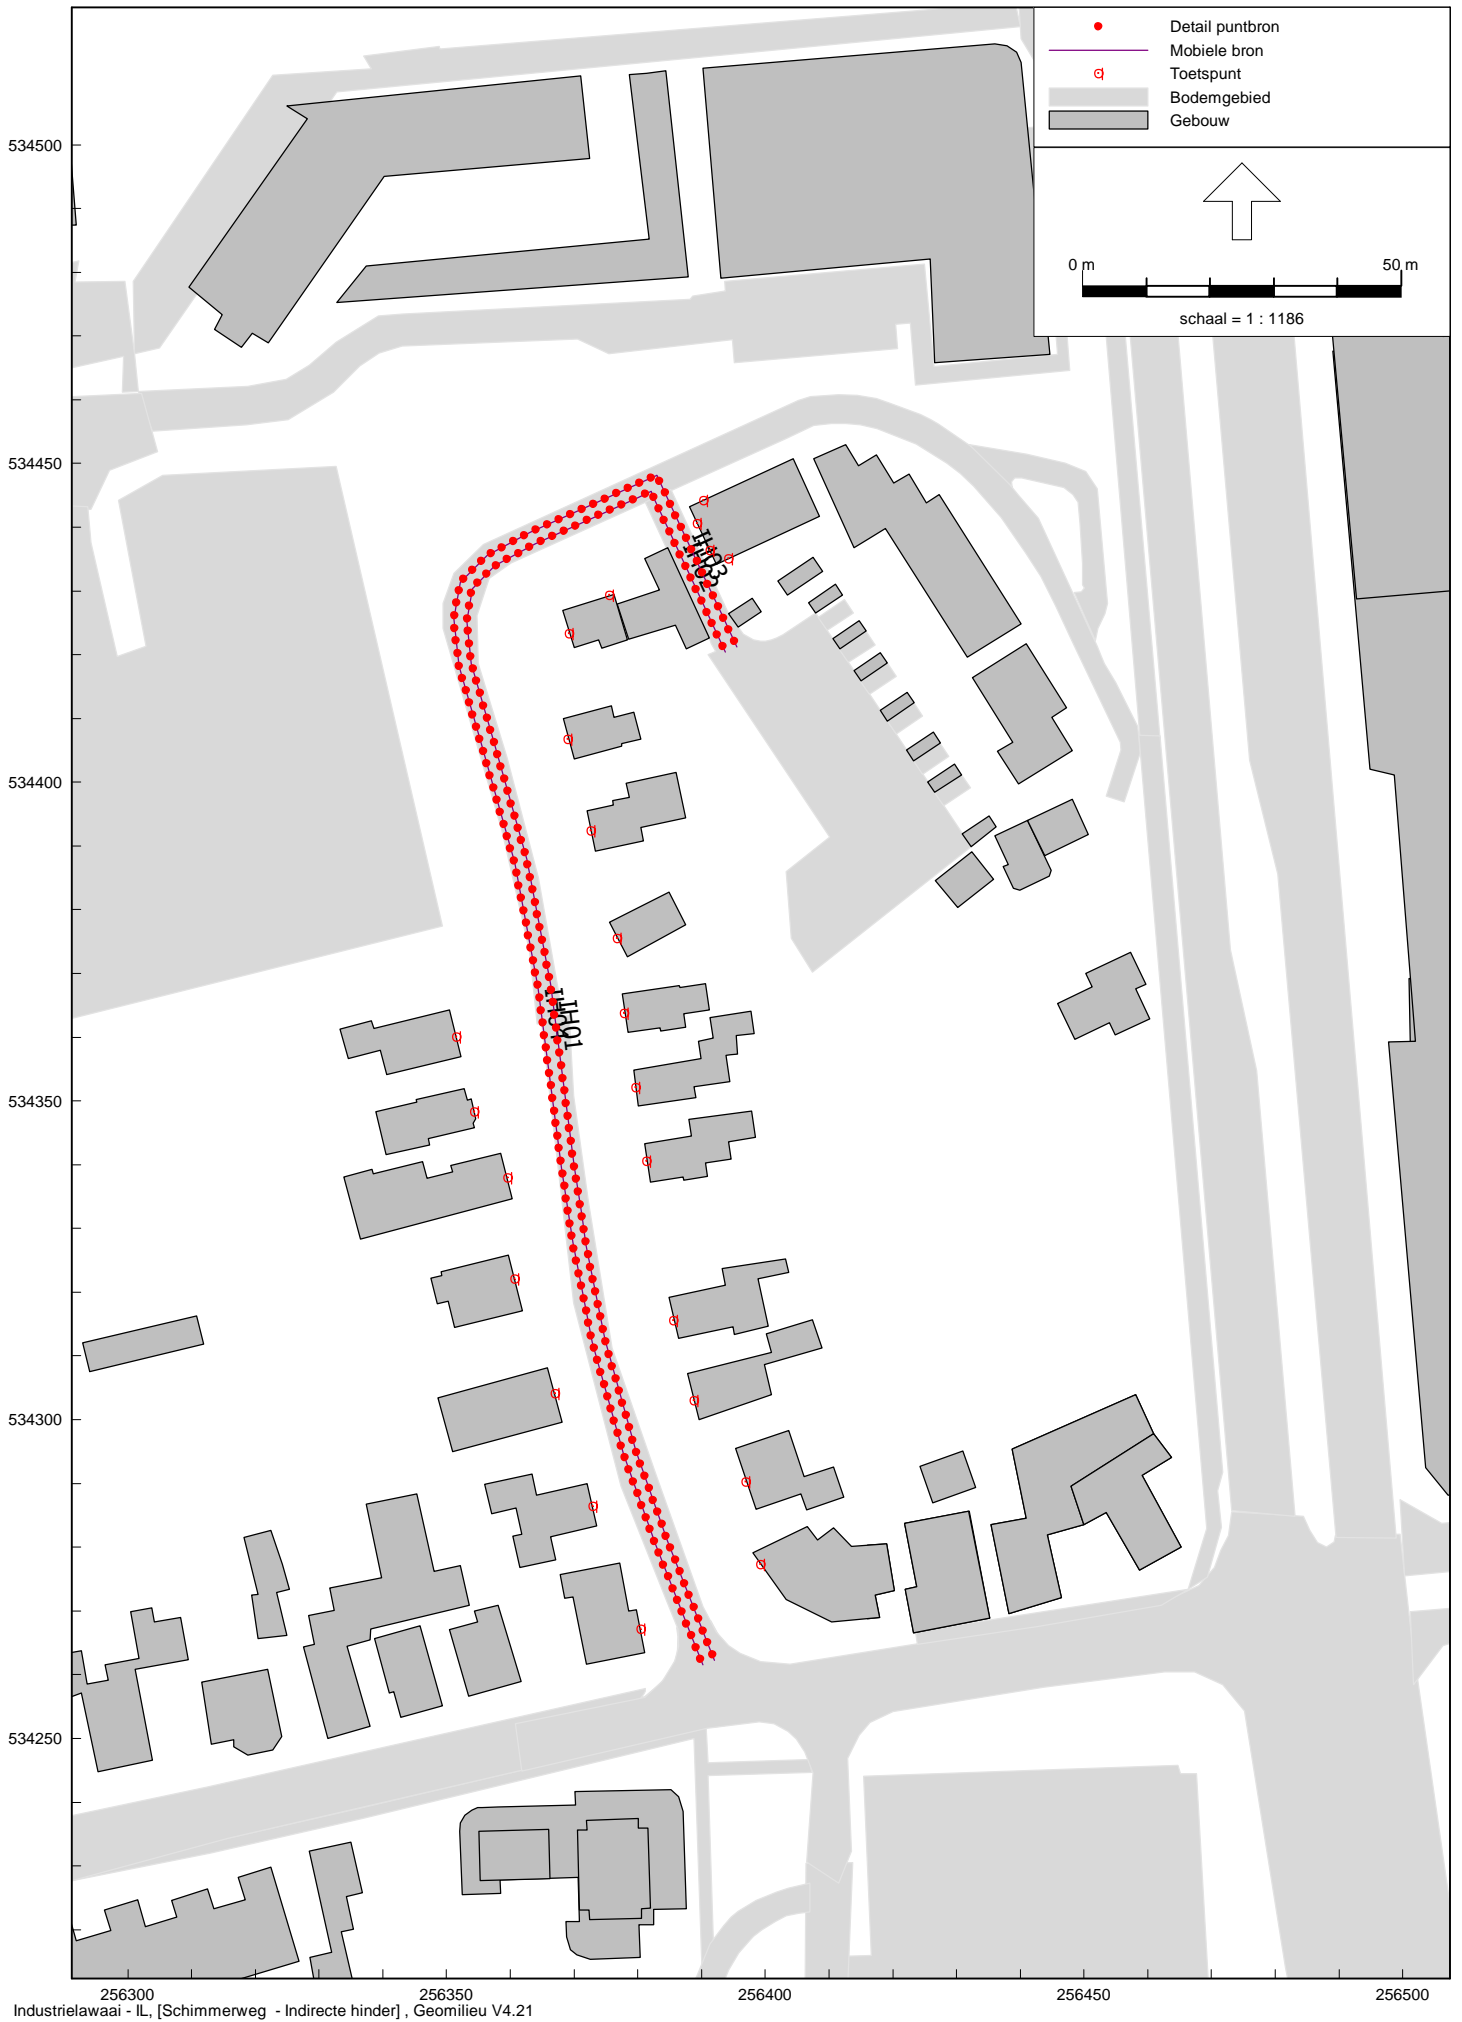 Detail puntbron
Mobiele bron
Toetspunt
Bodemgebied
Gebouw
0 m 50 m
schaal = 1 : 1186
534500
534450
534400
534350
534300
534250
IH03
IH01
256300 256350 256400 256450 256500
Industrielawaai - IL, [Schimmerweg - Indirecte hinder] , Geomilieu V4.21